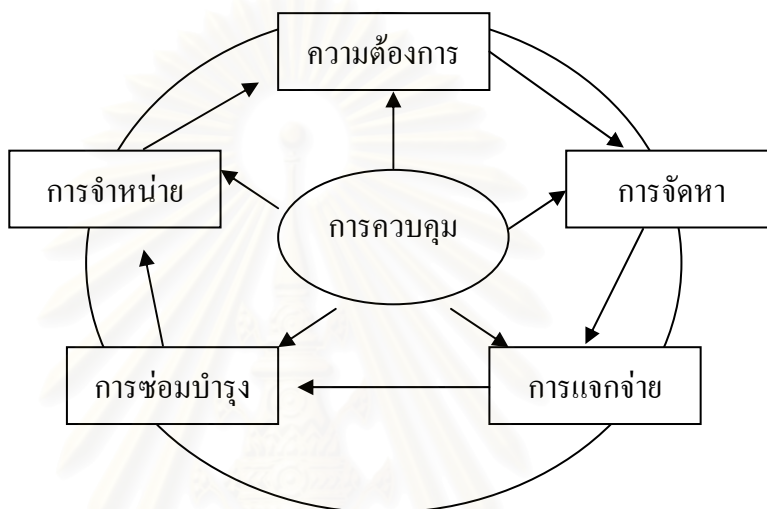 ความต้องการ
การจำหน่าย
การจัดหา
การควบคุม
การซ่อมบำรุง
การแจกจ่าย